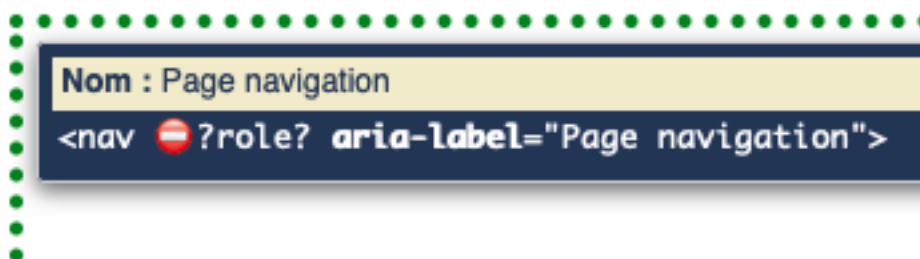 Nom : Page navigation
<nav ⛔?role? aria-label="Page navigation">